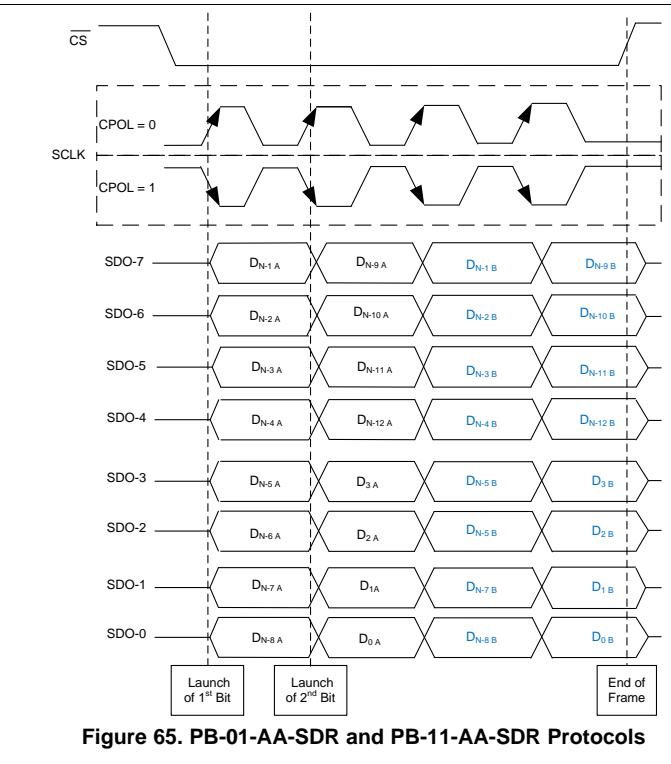 CS
CPOL = 0
SCLK
CPOL = 1
SDO-7 DN-1 A DN-9 A DN-1 B DN-9 B
SDO-6 DN-2 A DN-10 A DN-2 B DN-10 B
SDO-5 DN-3 A DN-11 A DN-3 B DN-11 B
SDO-4 DN-4 A DN-12 A DN-4 B DN-12 B
SDO-3 DN-5 A D3 A DN-5 B D3 B
SDO-2 DN-6 A D2 A DN-5 B D2 B
SDO-1 DN-7 A D1A DN-7 B D1 B
SDO-0 DN-8 A D0 A DN-8 B D0 B
Launch
of 1st Bit
Launch
of 2nd Bit
End of
Frame
Figure 65. PB-01-AA-SDR and PB-11-AA-SDR Protocols